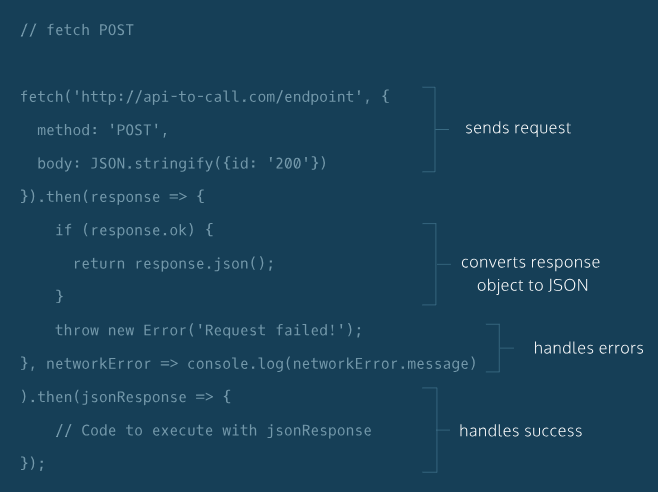 // fetch POST
fetch('http://api-to-call.com/endpoint', {
method: 'POST',
body: JSON.stringify({id: '200'})
}).then(response => {
if (response.ok) {
return response.json();
}
throw new Error('Request failed!');
}, networkError => console.log(networkError.message)
).then(jsonResponse => {
// Code to execute with jsonResponse
});
sends request
converts response
object to JSON
handles errors
handles success